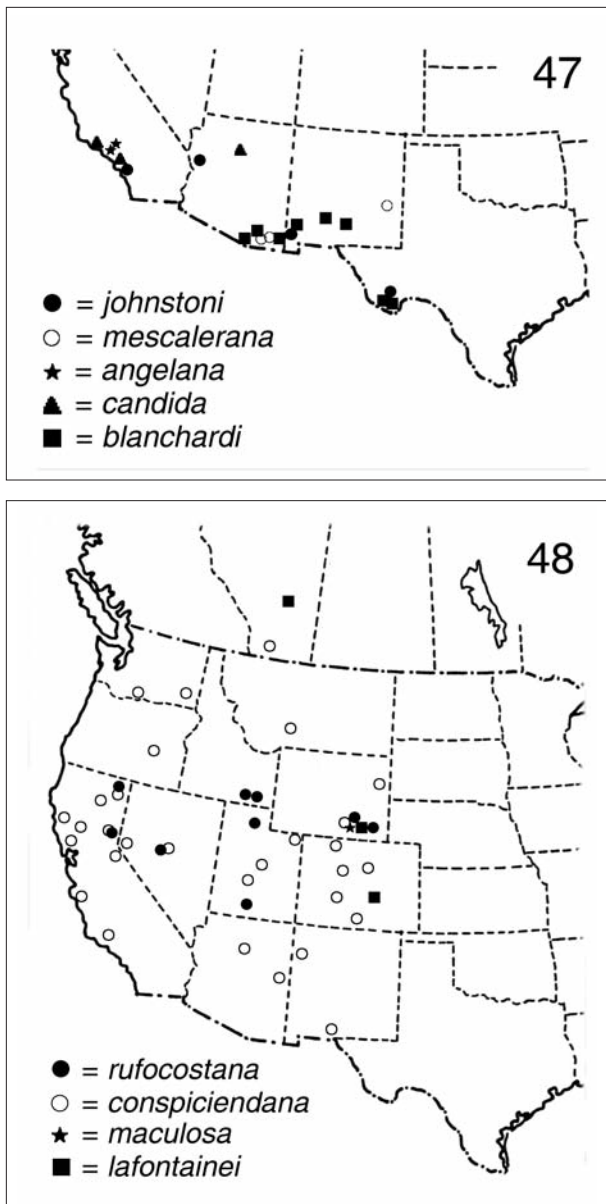 47
● = johnstoni
○ = mescalerana
★ = angelana
▲ = candida
■ = blanchardi
48
● = rufocostana
○ = conspiciendana
★ = maculosa
■ = lafontainei